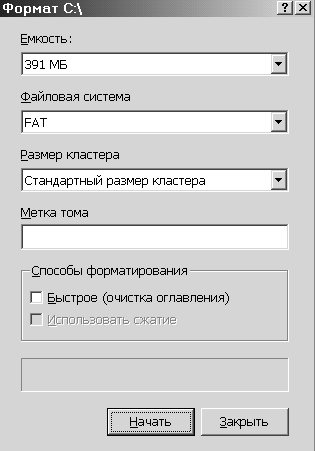 Формат C:\
Емкость:
391 МБ
Файловая система
FAT
Размер кластера
Стандартный размер кластера
Метка тома
Способы форматирования
Быстрое (очистка оглавления)
Использовать сжатие
Начать Закрыть